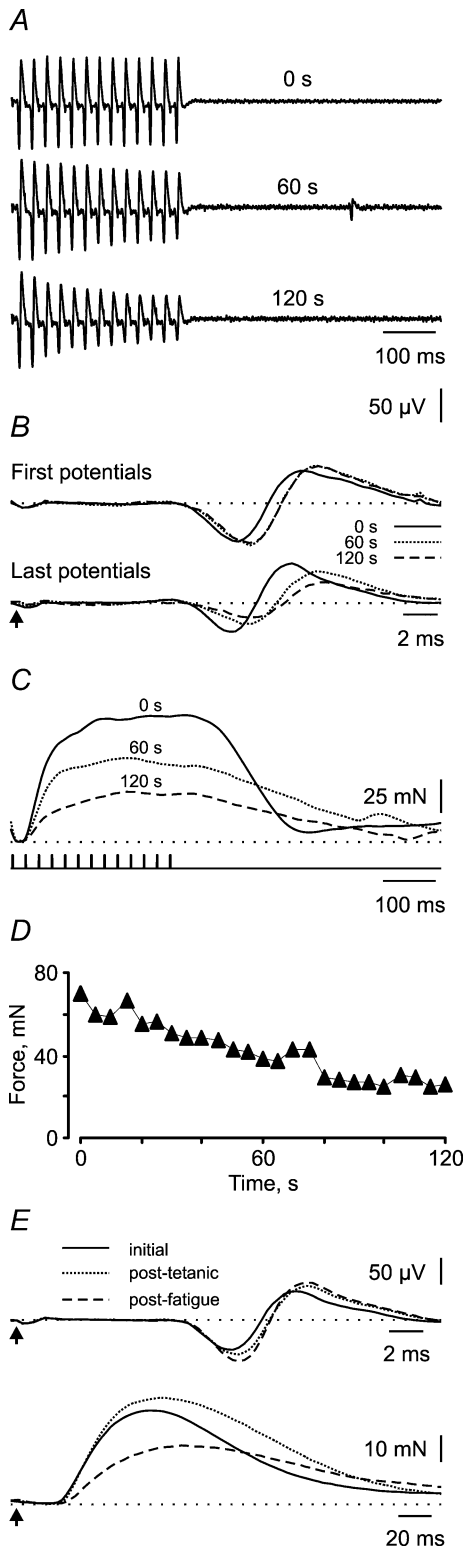 A
0 s
60 s
120 s
100 ms
50 µV
B
First potentials
0 s
60 s
120 s
Last potentials
2 ms
C
0 s
60 s
120 s
25 mN
100 ms
D
80
40
0
Force, mN
0
60
120
Time, s
E
initial
post-tetanic
post-fatigue
50 µV
2 ms
10 mN
20 ms